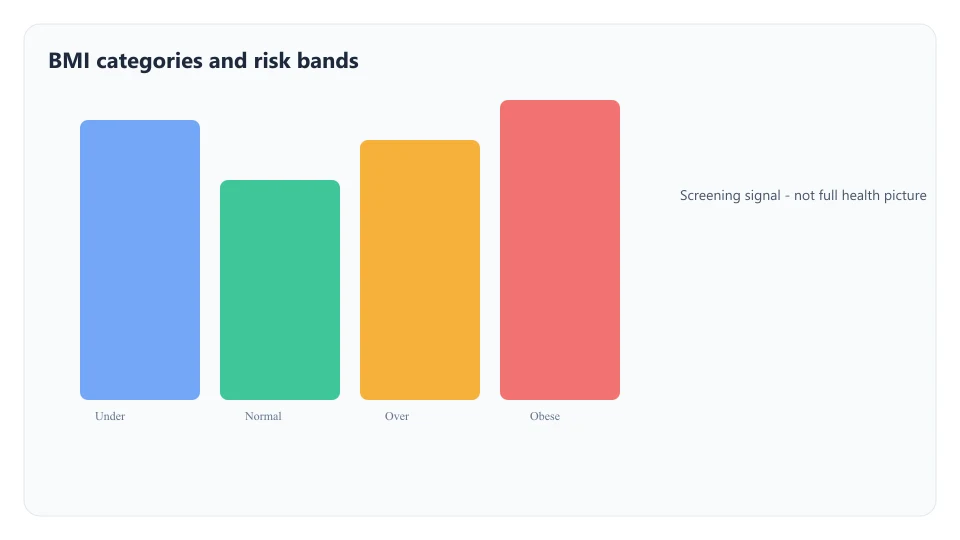 BMI categories and risk bands
Screening signal - not full health picture
Under
Normal
Over
Obese